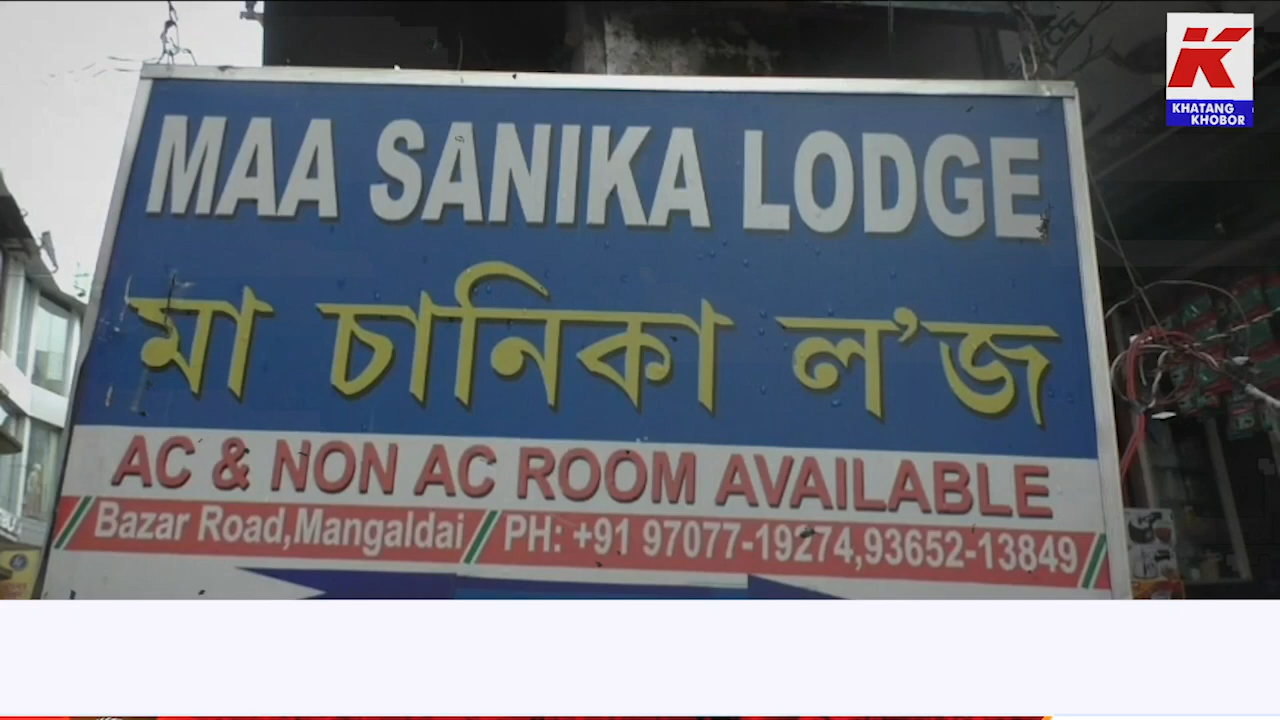 MAA SANIKA LODGE
মা চানিকা ল'জ
AC & NON AC ROOM AVAILABLE
Bazar Road,Mangaldai PH: +91 97077-19274,93652-13849
K
KHATANG
KHOBOR